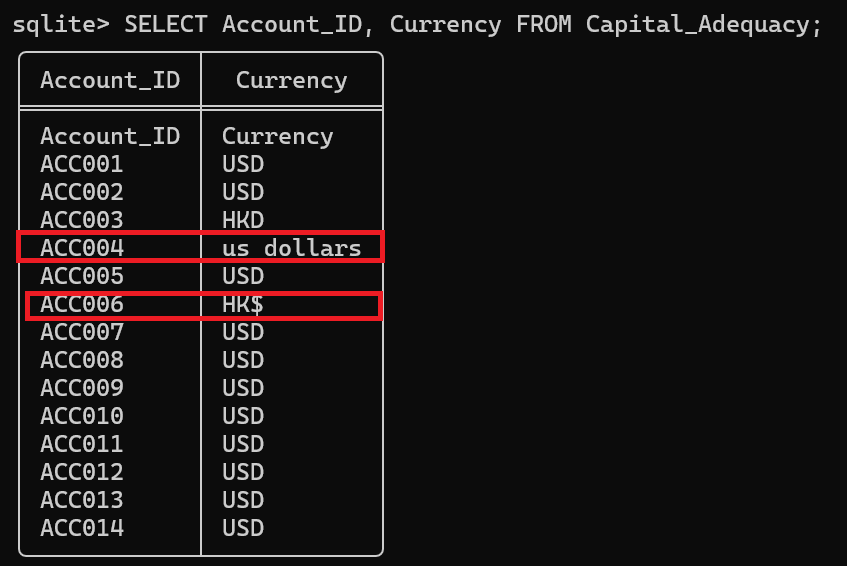 sqlite> SELECT Account_ID, Currency FROM Capital_Adequacy;
Account_ID Currency
Account_ID Currency
ACC001 USD
ACC002 USD
ACC003 HKD
ACC004 us dollars
ACC005 USD
ACC006 HK$
ACC007 USD
ACC008 USD
ACC009 USD
ACC010 USD
ACC011 USD
ACC012 USD
ACC013 USD
ACC014 USD